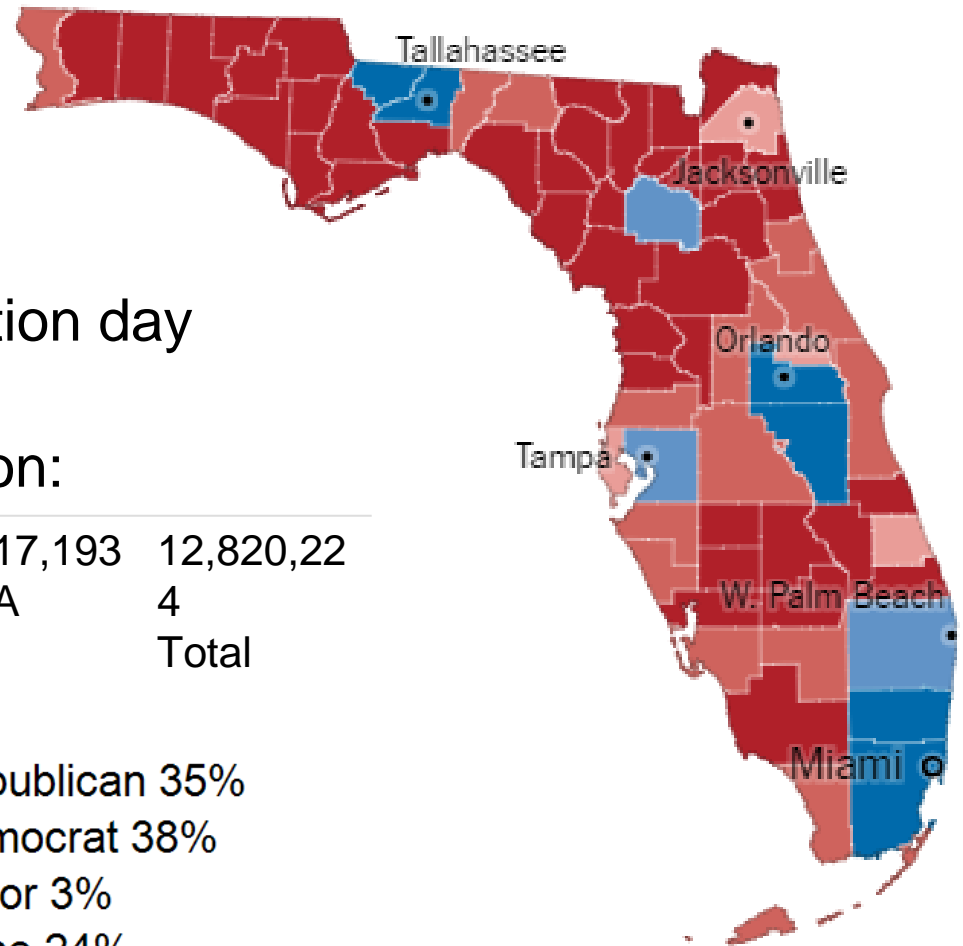 Tallahassee
Jacksonville
tion day
Orlando
on:
Tampa
17,193 12,820,22
A 4
W. Palm Beach
Total
Miami
publican 35%
mocrat 38%
or 3%
24%